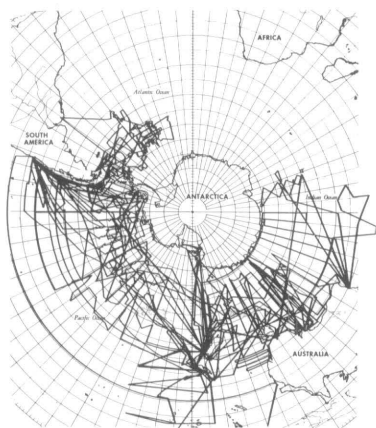 AFRICA
Atlantic Ocean
SOUTH
AMERICA
ANTARCTICA
Indian Ocean
Pacific Ocean
AUSTRALIA